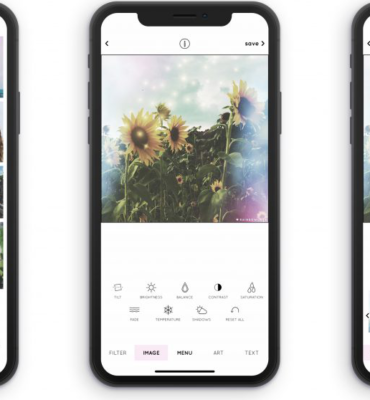 save
TILT BRIGHTNESS BALANCE CONTRAST SATURATION
FADE TEMPERATURE SHADOWS RESET ALL
FILTER IMAGE MENU ART TEXT